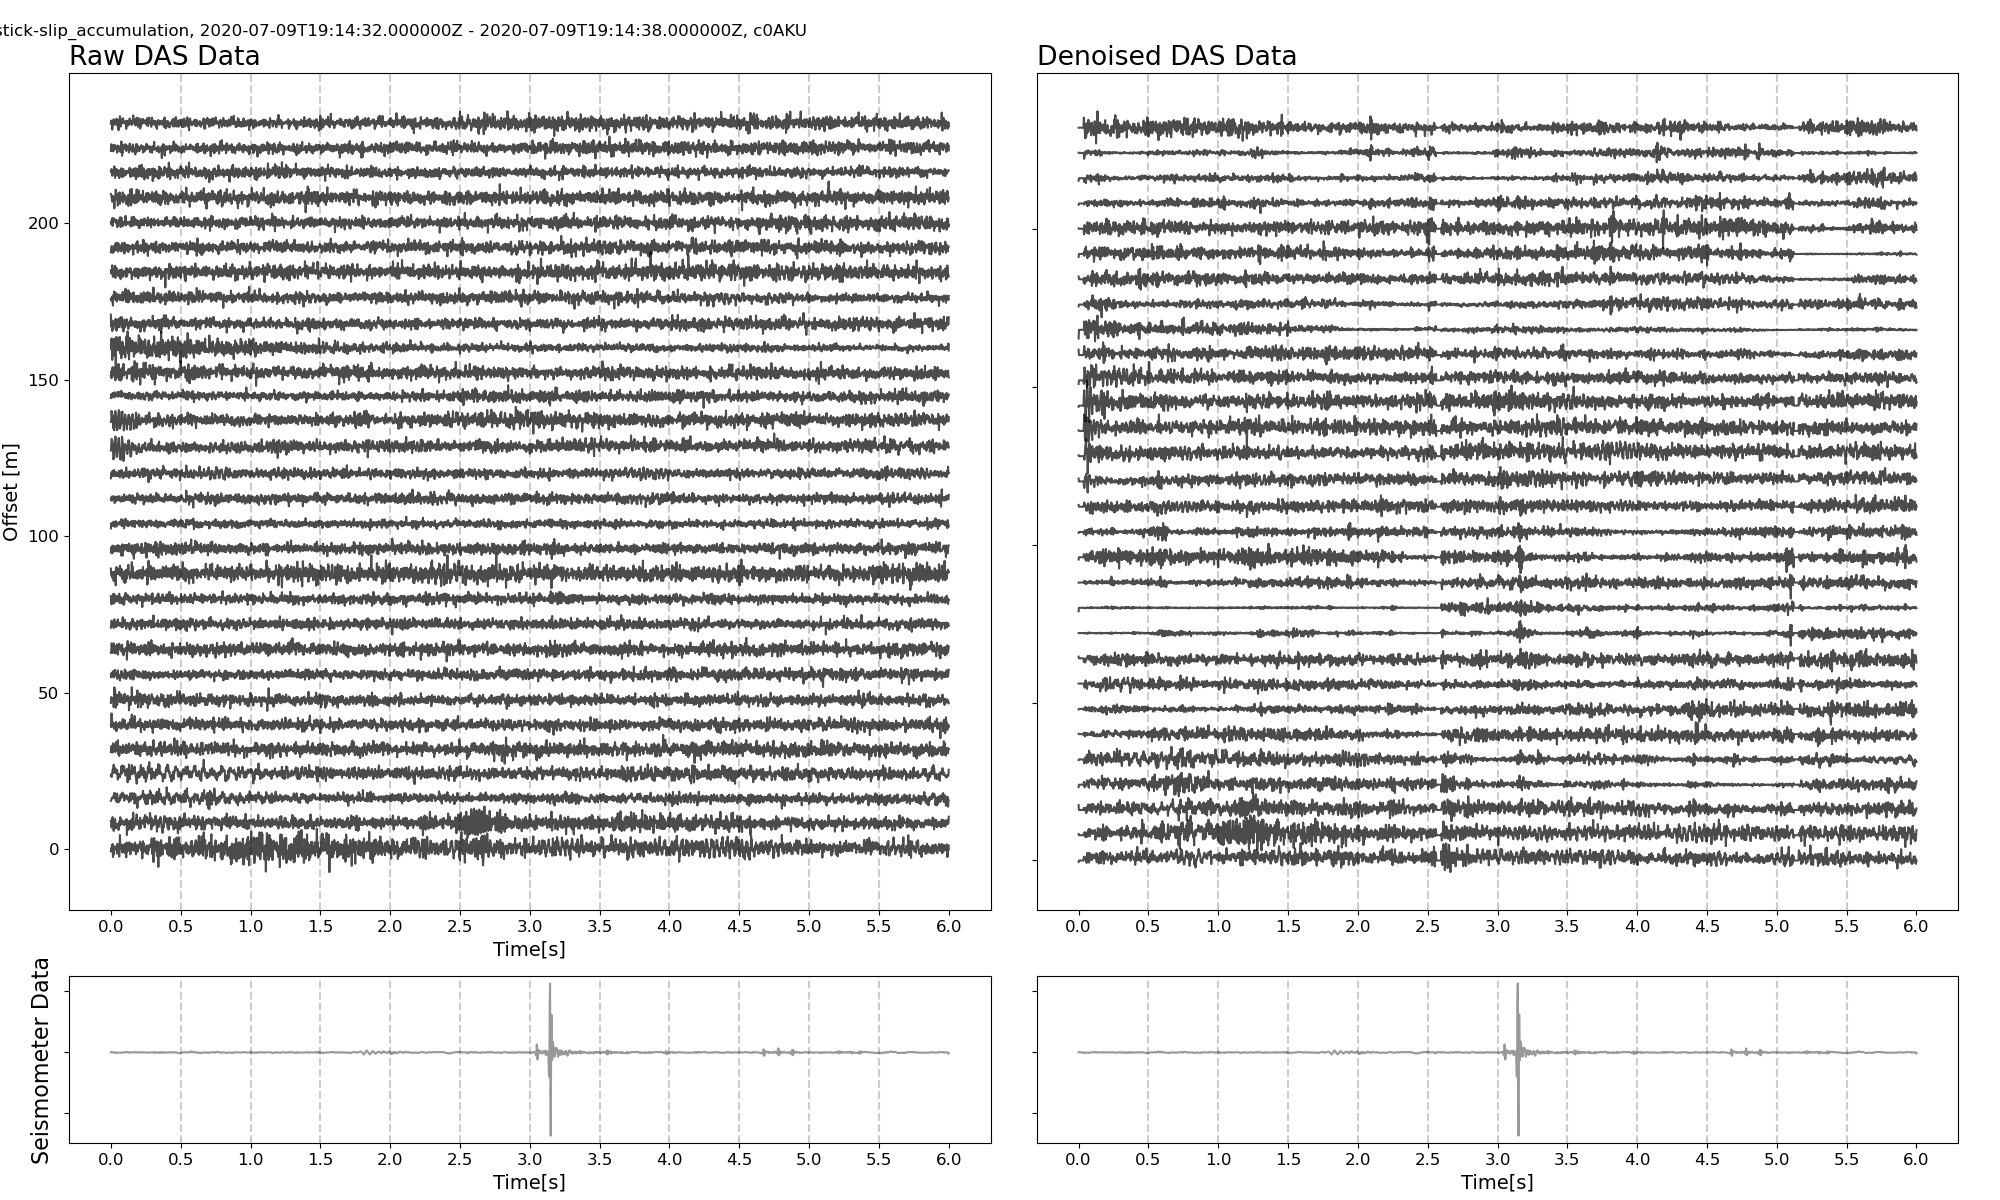 stick-slip_accumulation, 2020-07-09T19:14:32.000000Z - 2020-07-09T19:14:38.000000Z, c0AKU
Raw DAS Data
Denoised DAS Data
Offset [m]
200
150
100
50
0
0.0 0.5 1.0 1.5 2.0 2.5 3.0 3.5 4.0 4.5 5.0 5.5 6.0
Time[s]
0.0 0.5 1.0 1.5 2.0 2.5 3.0 3.5 4.0 4.5 5.0 5.5 6.0
Seismometer Data
0.0 0.5 1.0 1.5 2.0 2.5 3.0 3.5 4.0 4.5 5.0 5.5 6.0
Time[s]
0.0 0.5 1.0 1.5 2.0 2.5 3.0 3.5 4.0 4.5 5.0 5.5 6.0
Time[s]